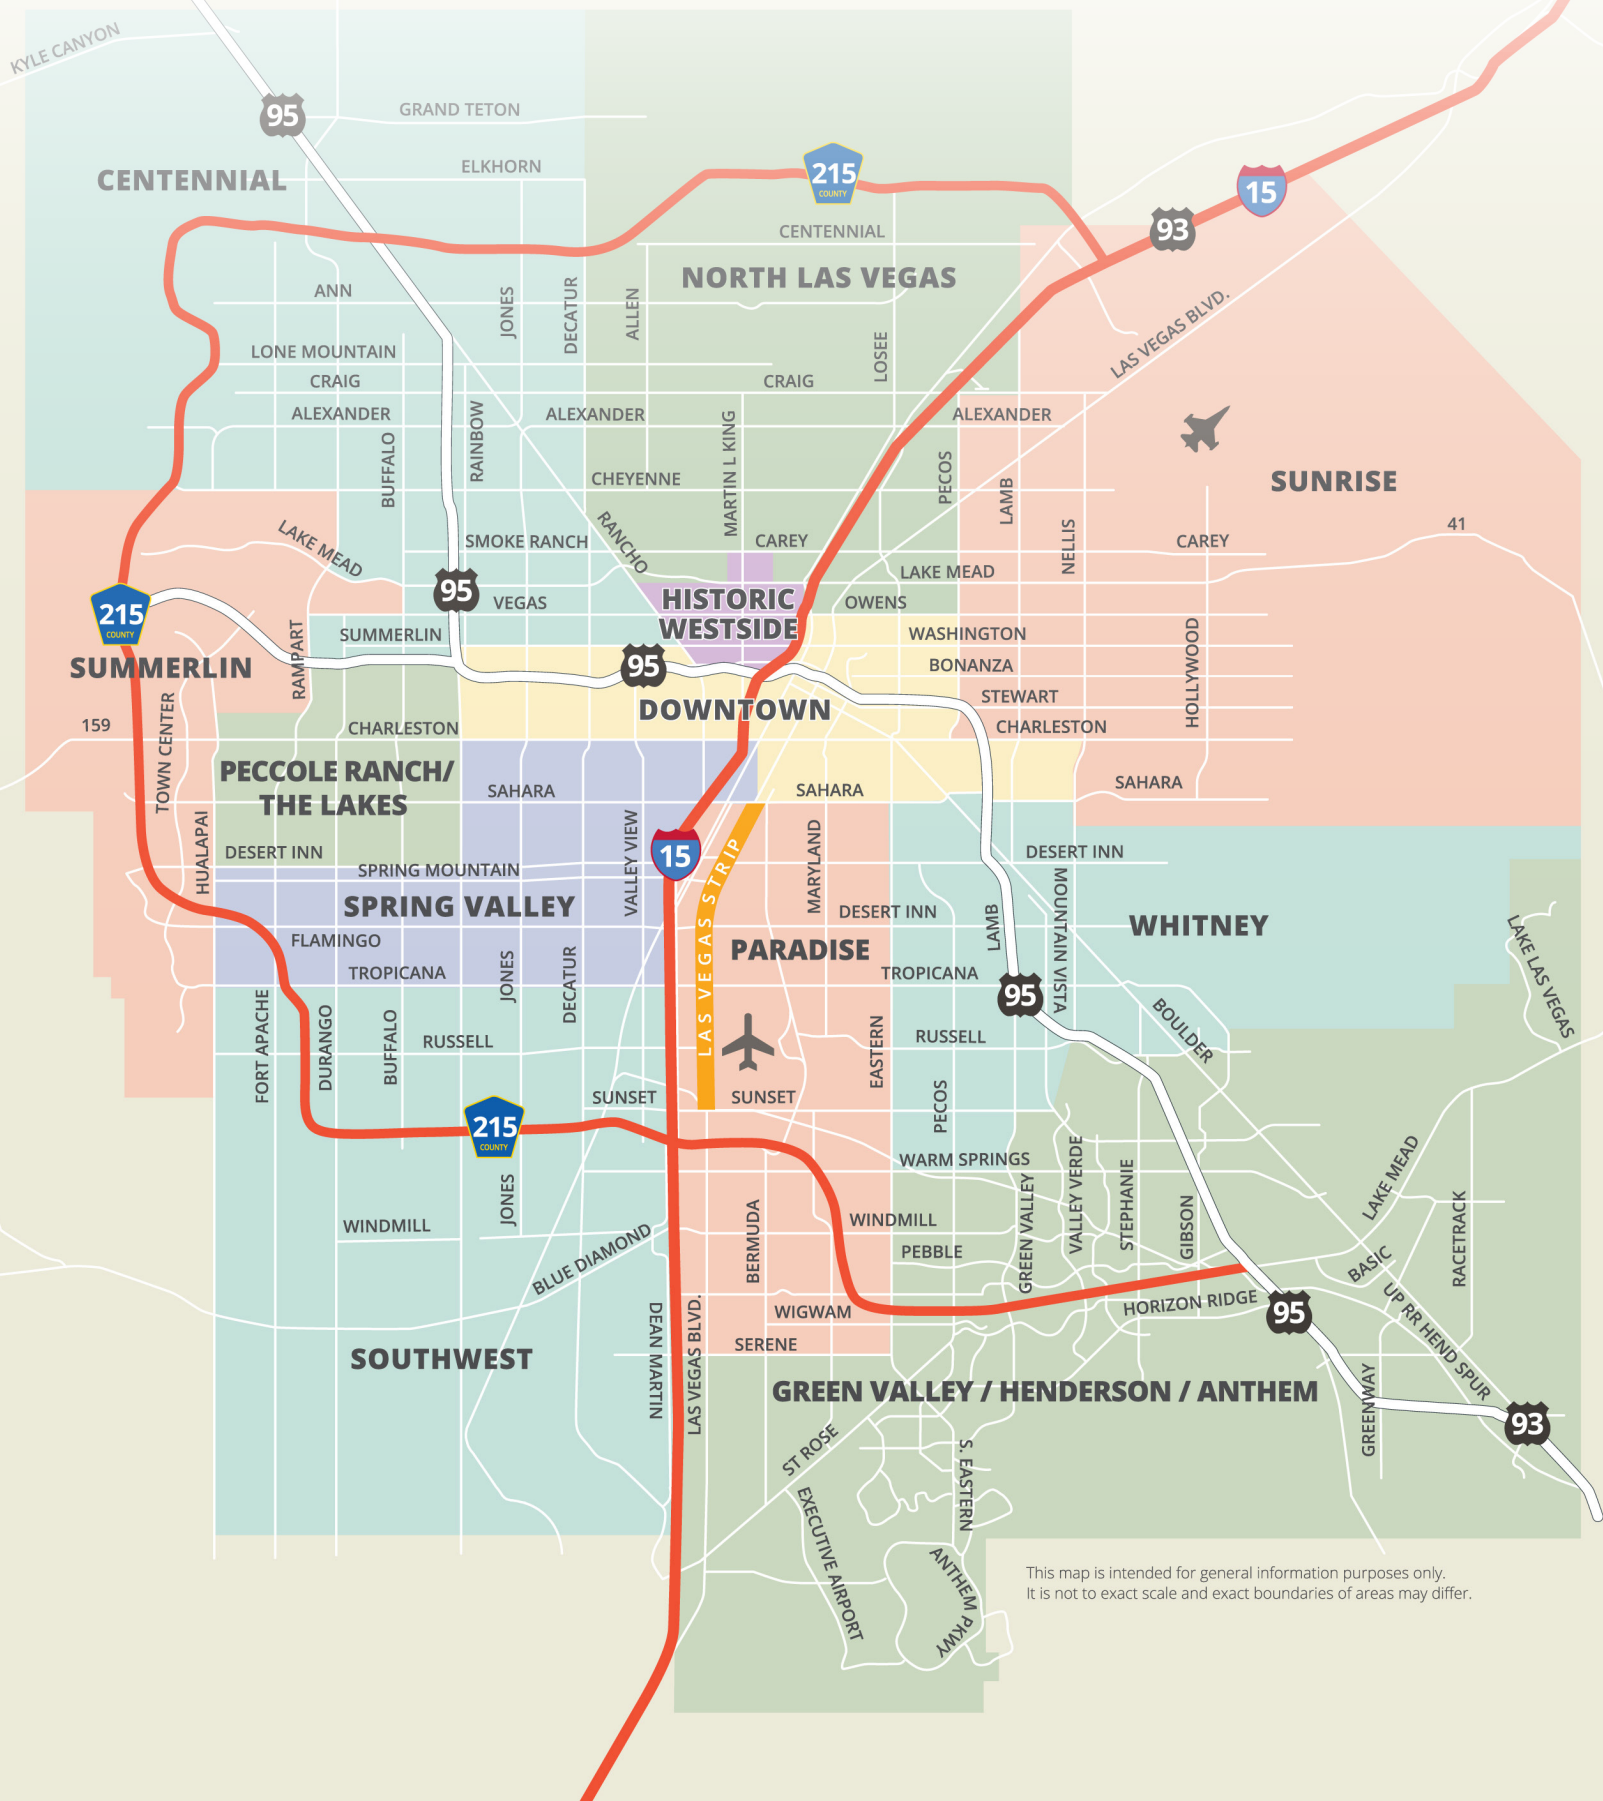 KYLE CANYON
95
GRAND TETON
ELKHORN
215
COUNTY
CENTENNIAL
15
93
CENTENNIAL
NORTH LAS VEGAS
ANN
JONES
DECATUR
ALLEN
LAS VEGAS BLVD.
LONE MOUNTAIN
LOSEE
CRAIG
CRAIG
ALEXANDER
ALEXANDER
ALEXANDER
BUFFALO
RAINBOW
MARTIN L KING
CHEYENNE
PECOS
LAMB
SUNRISE
NELLIS
41
LAKE MEAD
SMOKE RANCH
RANCHO
CAREY
CAREY
LAKE MEAD
95
215
COUNTY
VEGAS
HISTORIC
WESTSIDE
OWENS
SUMMERLIN
WASHINGTON
RAMPART
SUMMERLIN
95
BONANZA
HOLLYWOOD
STEWART
DOWNTOWN
159
TOWN CENTER
CHARLESTON
CHARLESTON
PECCOLE RANCH/
THE LAKES
SAHARA
SAHARA
SAHARA
HUALAPAI
DESERT INN
SPRING MOUNTAIN
VALLEY VIEW
15
LAS VEGAS STRIP
MARYLAND
DESERT INN
MOUNTAIN VISTA
SPRING VALLEY
DESERT INN
LAMB
WHITNEY
LAKE LAS VEGAS
FLAMINGO
PARADISE
TROPICANA
JONES
DECATUR
TROPICANA
95
BOULDER
FORT APACHE
DURANGO
BUFFALO
RUSSELL
EASTERN
RUSSELL
SUNSET
SUNSET
PECOS
215
COUNTY
WARM SPRINGS
GREEN VALLEY
VALLEY VERDE
STEPHANIE
GIBSON
LAKE MEAD
RACETRACK
JONES
WINDMILL
BLUE DIAMOND
BERMUDA
WINDMILL
PEBBLE
BASIC
UP RR HEND SPUR
WIGWAM
HORIZON RIDGE
95
DEAN MARTIN
LAS VEGAS BLVD.
SERENE
SOUTHWEST
GREEN VALLEY / HENDERSON / ANTHEM
GREENWAY
93
ST ROSE
S. EASTERN
EXECUTIVE AIRPORT
ANTHEM PKWY
This map is intended for general information purposes only.
It is not to exact scale and exact boundaries of areas may differ.